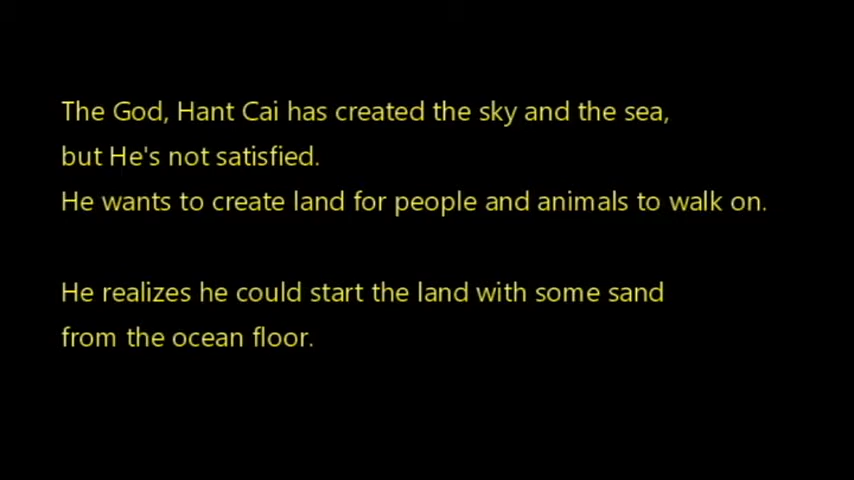 The God, Hant Cai has created the sky and the sea,
but He's not satisfied.
He wants to create land for people and animals to walk on.
He realizes he could start the land with some sand
from the ocean floor.